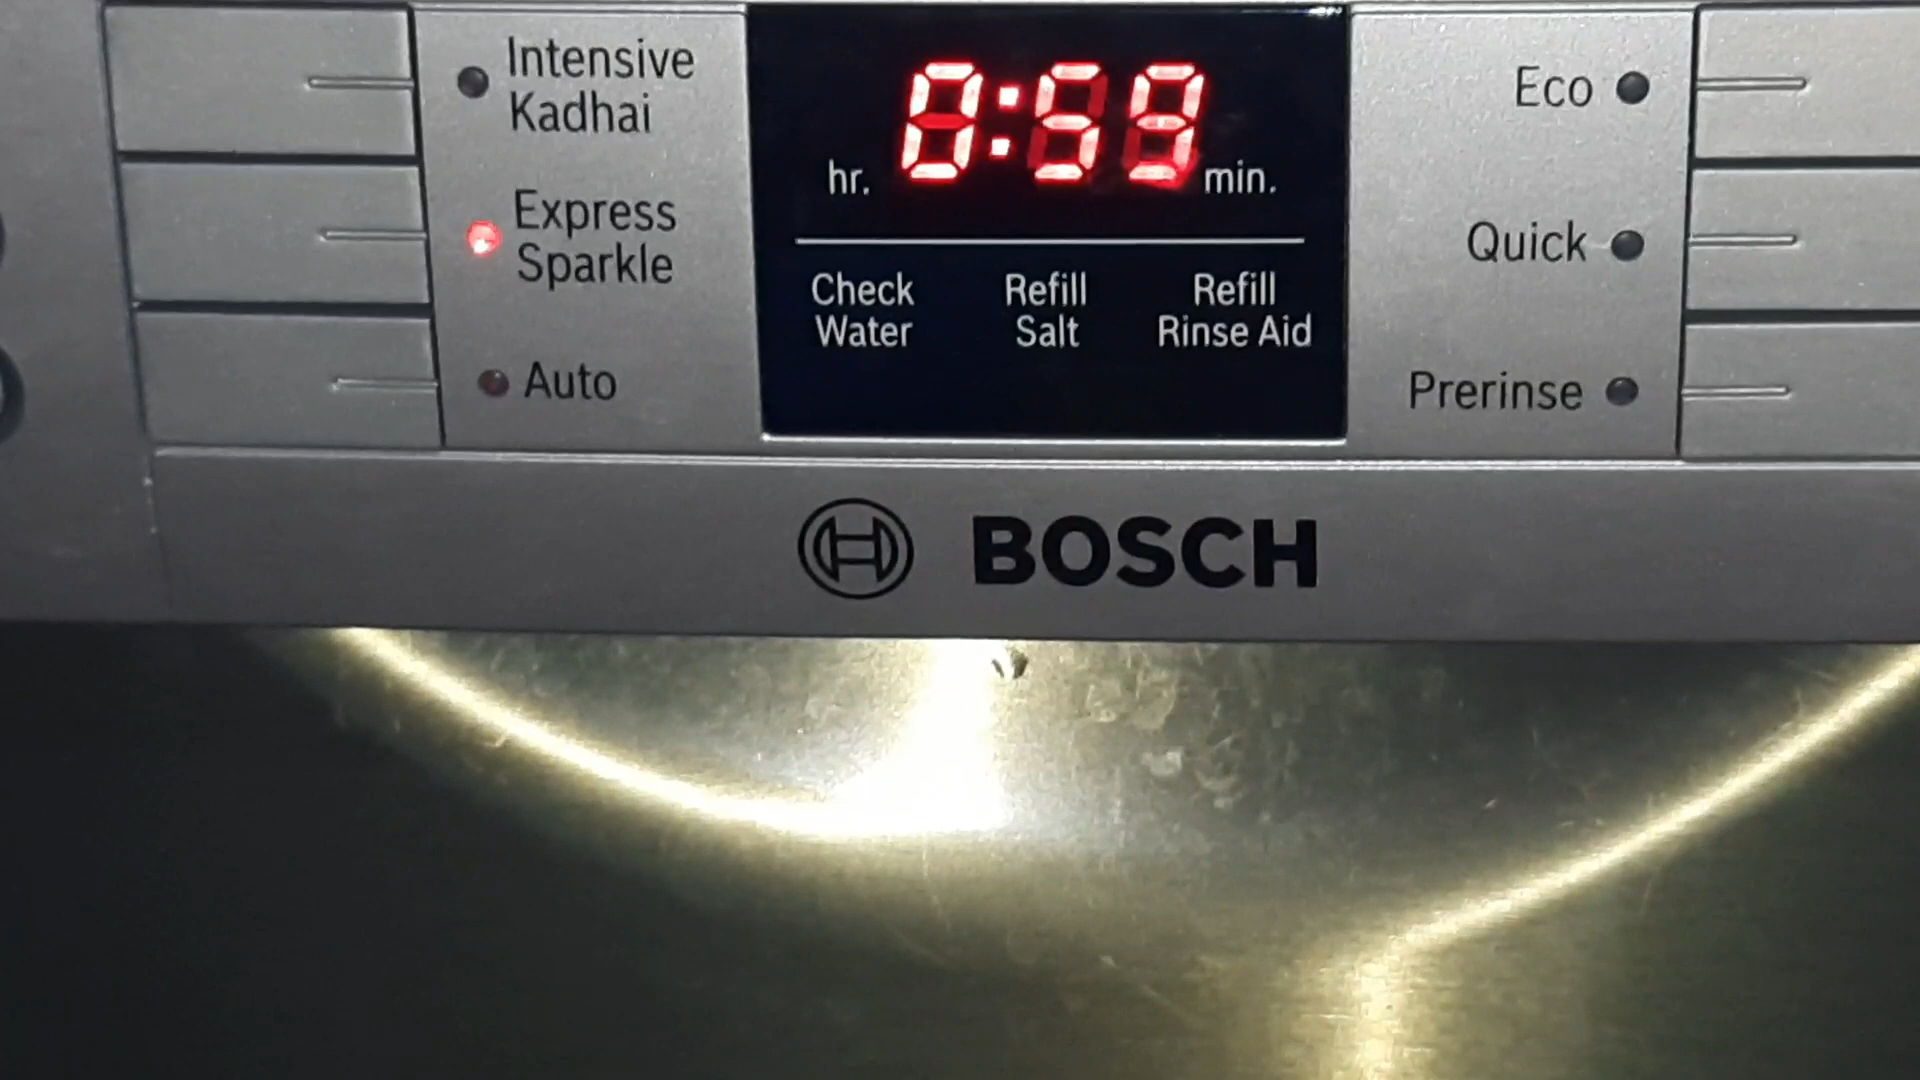 Intensive
Kadhai
Express
Sparkle
Auto
0:59
hr.
min.
Check
Water
Refill
Salt
Refill
Rinse Aid
Eco
Quick
Prerinse
BOSCH